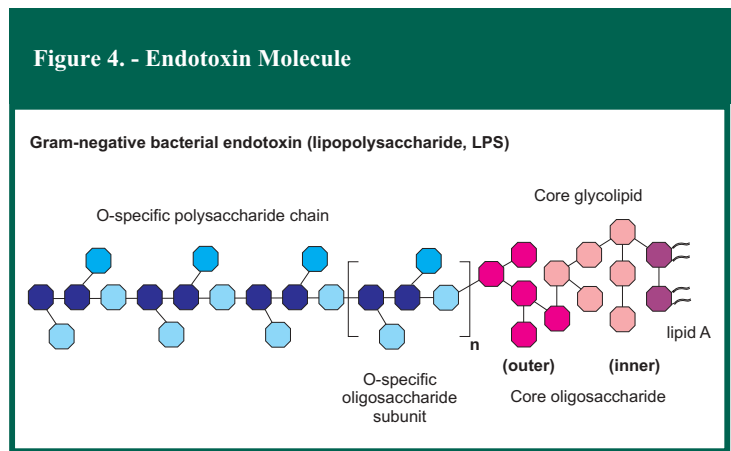 Figure 4. - Endotoxin Molecule
Gram-negative bacterial endotoxin (lipopolysaccharide, LPS)
Core glycolipid
O-specific polysaccharide chain
n
lipid A
O-specific
oligosaccharide
subunit
(outer)
(inner)
Core oligosaccharide